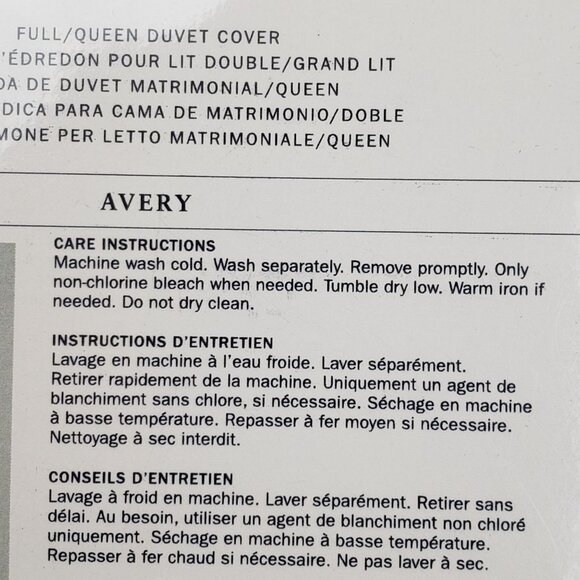 FULL/QUEEN DUVET COVER
'ÉDREDON POUR LIT DOUBLE/GRAND LIT
DA DE DUVET MATRIMONIAL/QUEEN
DICA PARA CAMA DE MATRIMONIO/DOBLE
MONE PER LETTO MATRIMONIALE/QUEEN
AVERY
CARE INSTRUCTIONS
Machine wash cold. Wash separately. Remove promptly. Only
non-chlorine bleach when needed. Tumble dry low. Warm iron if
needed. Do not dry clean.
INSTRUCTIONS D'ENTRETIEN
Lavage en machine à l'eau froide. Laver séparément.
Retirer rapidement de la machine. Uniquement un agent de
blanchiment sans chlore, si nécessaire. Séchage en machine
à basse température. Repasser à fer moyen si nécessaire.
Nettoyage à sec interdit.
CONSEILS D'ENTRETIEN
Lavage à froid en machine. Laver séparément. Retirer sans
délai. Au besoin, utiliser un agent de blanchiment non chloré
uniquement. Séchage en machine à basse température.
Repasser à fer chaud si nécessaire. Ne pas laver à sec.